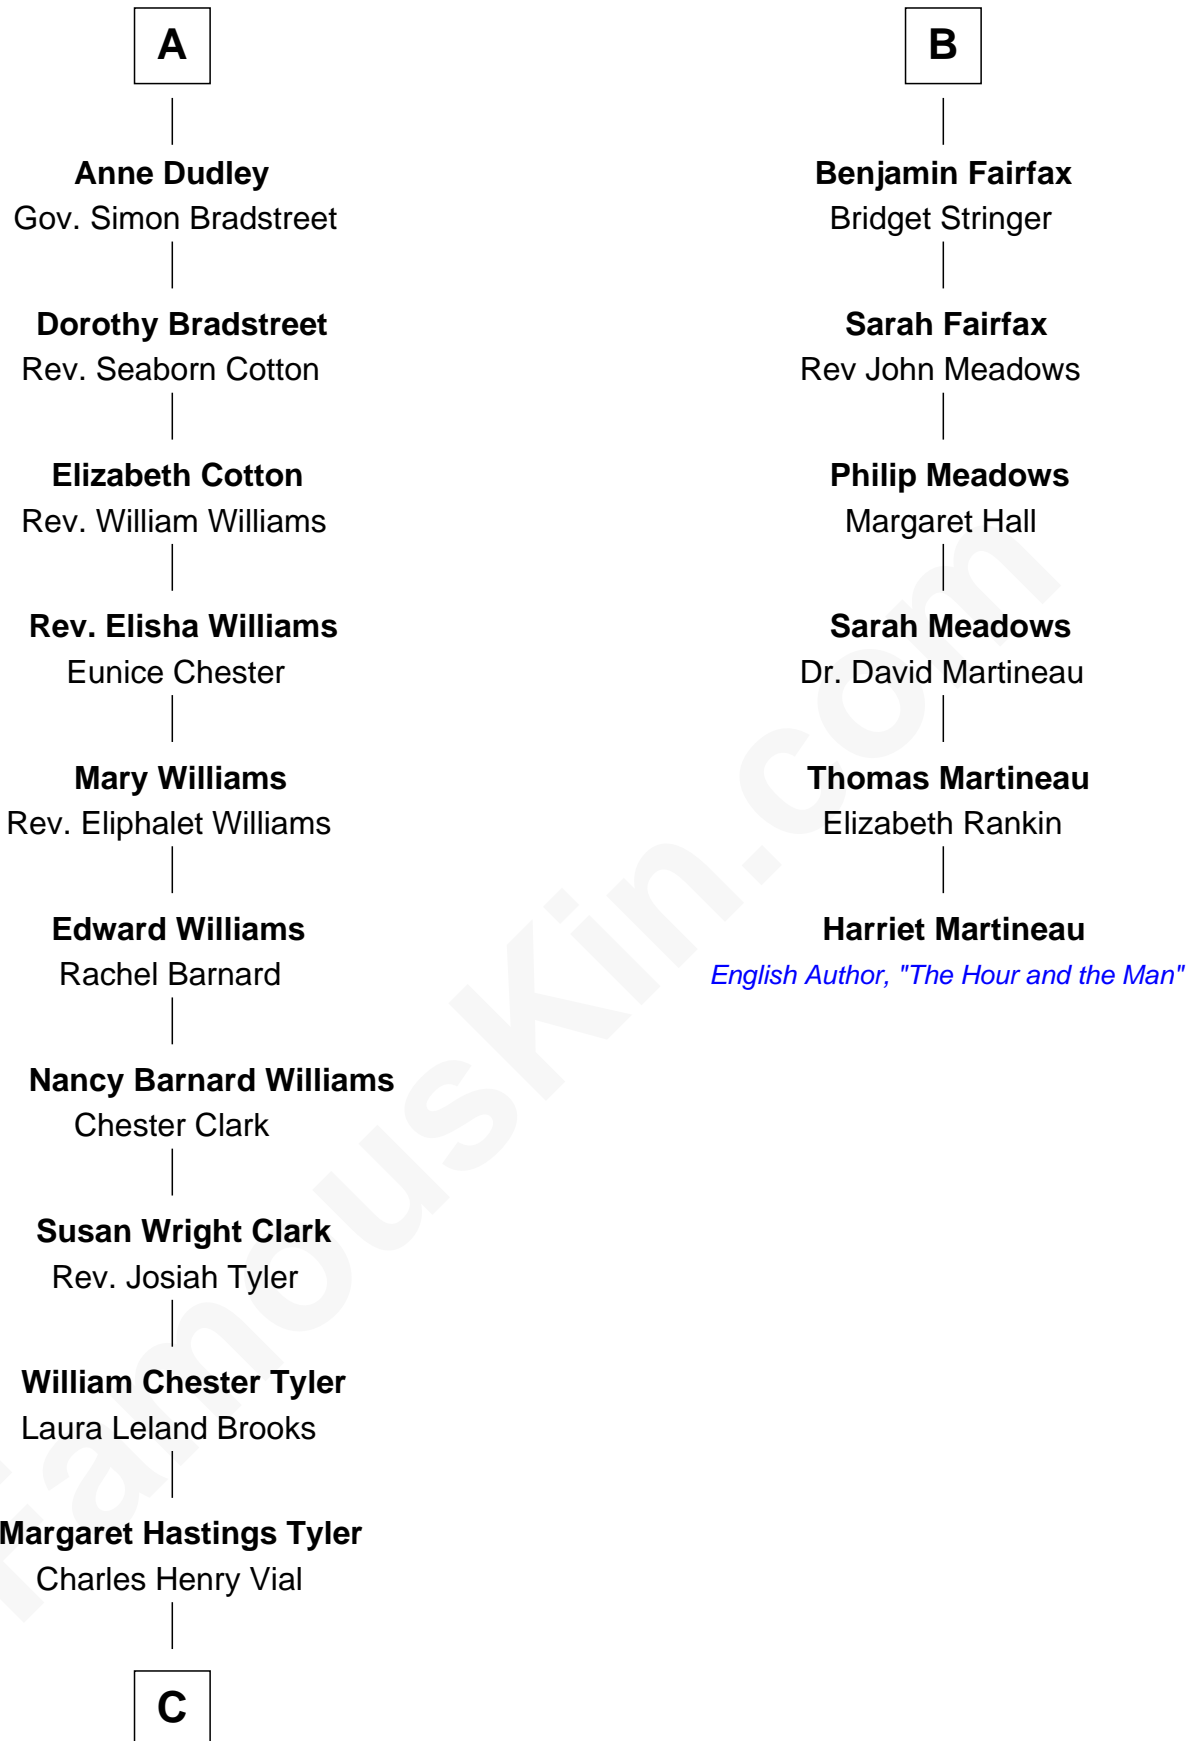 A
Anne Dudley
Gov. Simon Bradstreet
Dorothy Bradstreet
Rev. Seaborn Cotton
Elizabeth Cotton
Rev. William Williams
Rev. Elisha Williams
Eunice Chester
Mary Williams
Rev. Eliphalet Williams
Edward Williams
Rachel Barnard
Nancy Barnard Williams
Chester Clark
Susan Wright Clark
Rev. Josiah Tyler
William Chester Tyler
Laura Leland Brooks
Margaret Hastings Tyler
Charles Henry Vial
C
B
Benjamin Fairfax
Bridget Stringer
Sarah Fairfax
Rev John Meadows
Philip Meadows
Margaret Hall
Sarah Meadows
Dr. David Martineau
Thomas Martineau
Elizabeth Rankin
Harriet Martineau
English Author, "The Hour and the Man"
FamousKin.com